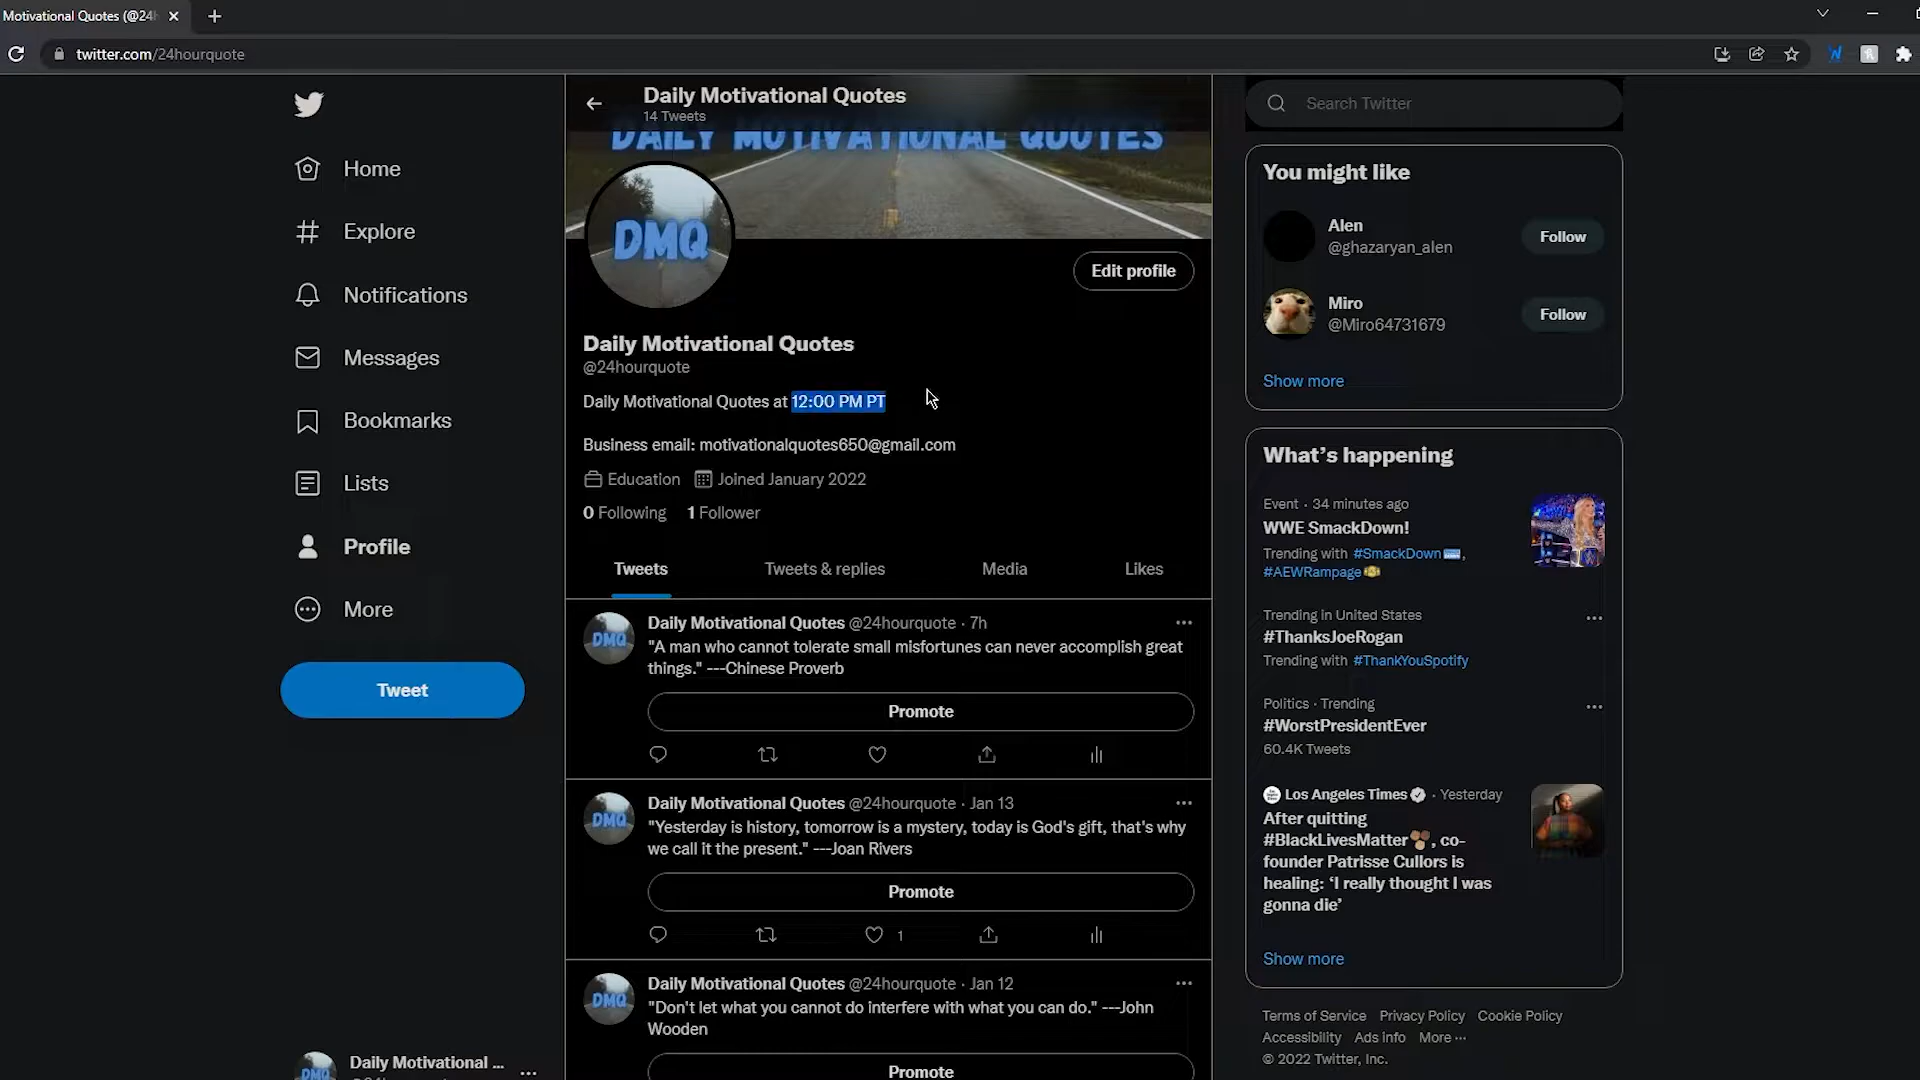 Motivational Quotes (@24h
twitter.com/24hourquote
Home
Explore
Notifications
Messages
Bookmarks
Lists
Profile
More
Tweet
Daily Motivational ...
Daily Motivational Quotes
14 Tweets
DAILY MOTIVATIONAL QUOTES
DMQ
Edit profile
Daily Motivational Quotes
@24hourquote
Daily Motivational Quotes at 12:00 PM PT
Business email: motivationalquotes650@gmail.com
Education Joined January 2022
0 Following 1 Follower
Tweets Tweets & replies Media Likes
DMQ
Daily Motivational Quotes @24hourquote · 7h
"A man who cannot tolerate small misfortunes can never accomplish great
things." ---Chinese Proverb
Promote
DMQ
Daily Motivational Quotes @24hourquote · Jan 13
"Yesterday is history, tomorrow is a mystery, today is God's gift, that's why
we call it the present." ---Joan Rivers
Promote
1
DMQ
Daily Motivational Quotes @24hourquote · Jan 12
"Don't let what you cannot do interfere with what you can do." ---John
Wooden
Promote
Search Twitter
You might like
Alen
@ghazaryan_alen
Follow
Miro
@Miro64731679
Follow
Show more
What's happening
Event · 34 minutes ago
WWE SmackDown!
Trending with #SmackDown,
#AEWRampage
Trending in United States
#ThanksJoeRogan
Trending with #ThankYouSpotify
Politics · Trending
#WorstPresidentEver
60.4K Tweets
Los Angeles Times · Yesterday
After quitting
#BlackLivesMatter, co-
founder Patrisse Cullors is
healing: 'I really thought I was
gonna die'
Show more
Terms of Service Privacy Policy Cookie Policy
Accessibility Ads info More ···
© 2022 Twitter, Inc.